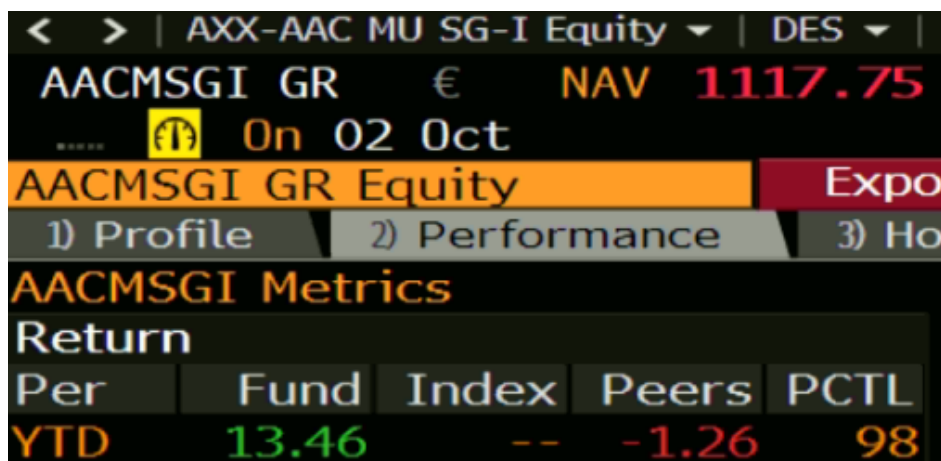 < > | AXX-AAC MU SG-I Equity ▾ | DES ▾ |
AACMSGI GR € NAV 1117.75
On 02 Oct
AACMSGI GR Equity Expo
1) Profile 2) Performance 3) Ho
AACMSGI Metrics
Return
Per Fund Index Peers PCTL
YTD 13.46 -- -1.26 98